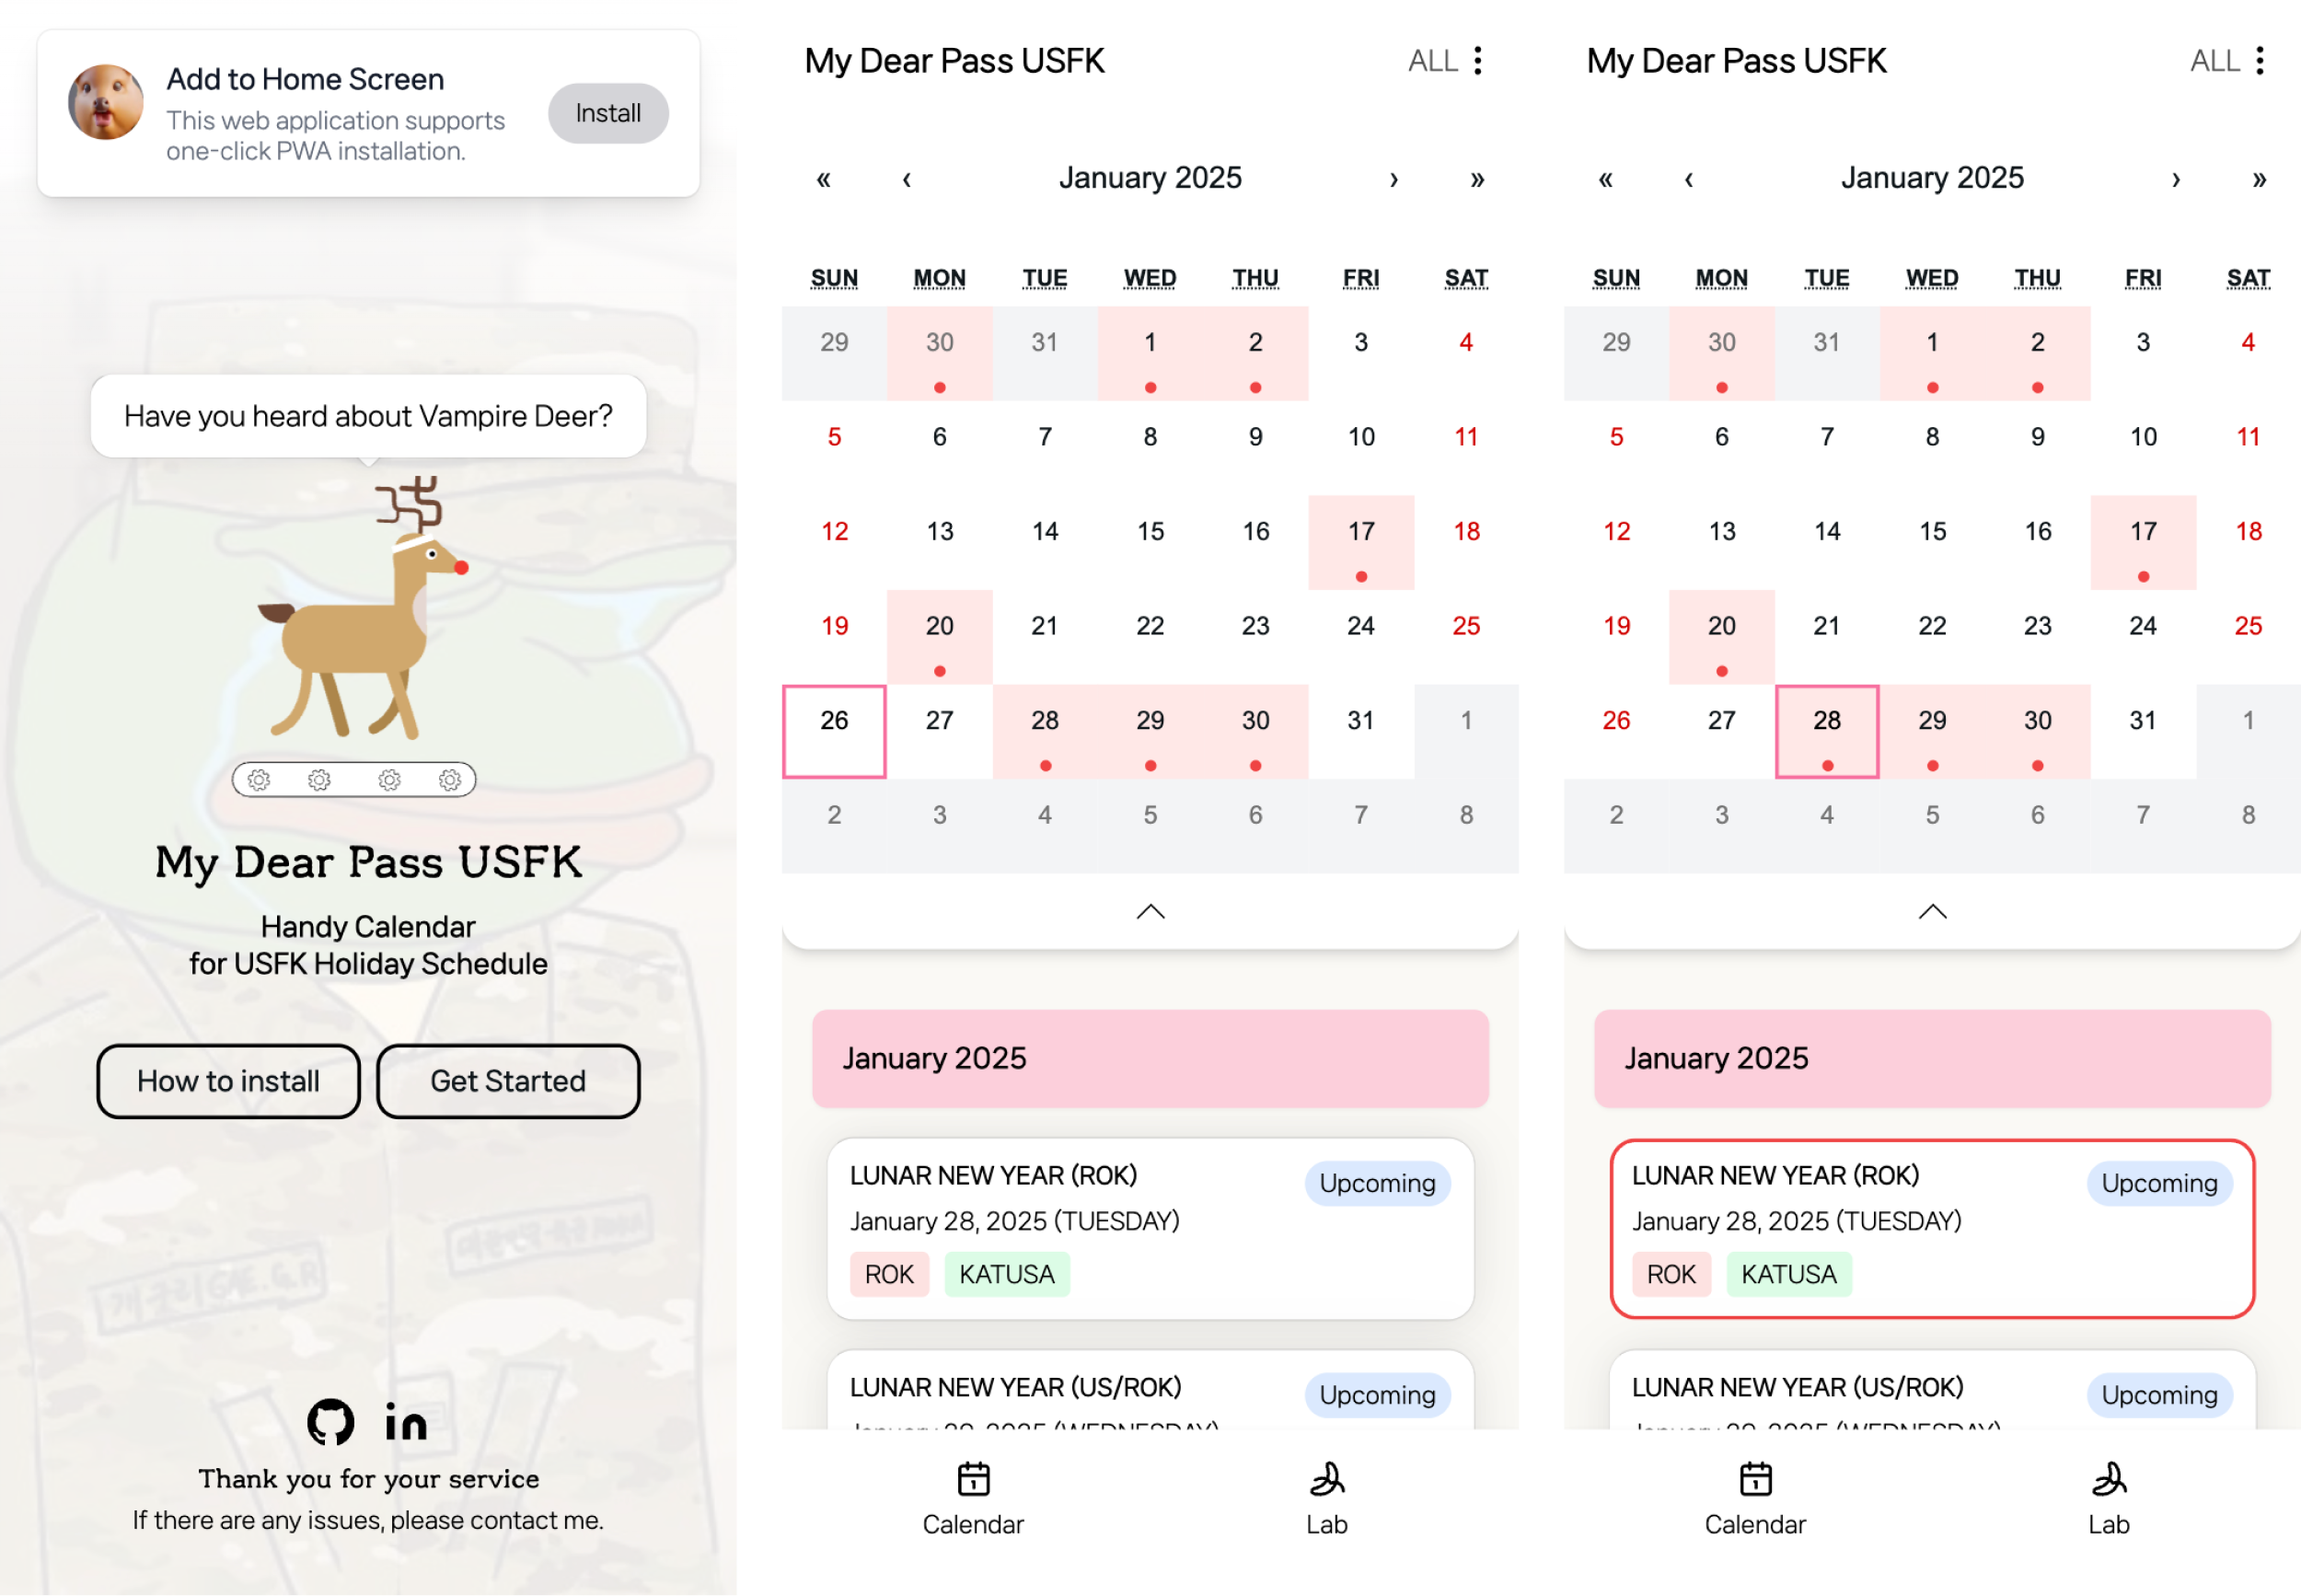 Add to Home Screen
This web application supports
one-click PWA installation.
Install
Have you heard about Vampire Deer?
My Dear Pass USFK
Handy Calendar
for USFK Holiday Schedule
How to install
Get Started
Thank you for your service
If there are any issues, please contact me.
My Dear Pass USFK
ALL
« ‹ January 2025 › »
SUN MON TUE WED THU FRI SAT
29 30 31 1 2 3 4
5 6 7 8 9 10 11
12 13 14 15 16 17 18
19 20 21 22 23 24 25
26 27 28 29 30 31 1
2 3 4 5 6 7 8
January 2025
LUNAR NEW YEAR (ROK)
Upcoming
January 28, 2025 (TUESDAY)
ROK KATUSA
LUNAR NEW YEAR (US/ROK)
Upcoming
Calendar
Lab
My Dear Pass USFK
ALL
« ‹ January 2025 › »
SUN MON TUE WED THU FRI SAT
29 30 31 1 2 3 4
5 6 7 8 9 10 11
12 13 14 15 16 17 18
19 20 21 22 23 24 25
26 27 28 29 30 31 1
2 3 4 5 6 7 8
January 2025
LUNAR NEW YEAR (ROK)
Upcoming
January 28, 2025 (TUESDAY)
ROK KATUSA
LUNAR NEW YEAR (US/ROK)
Upcoming
Calendar
Lab